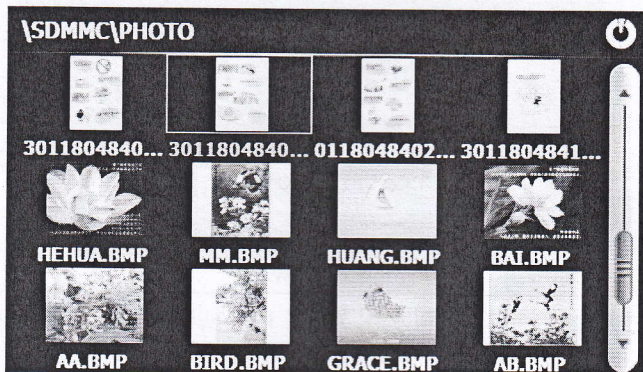 \SDMMC\PHOTO
3011804840... 3011804840... 0118048402... 3011804841...
HEHUA.BMP MM.BMP HUANG.BMP BAI.BMP
AA.BMP BIRD.BMP GRACE.BMP AB.BMP